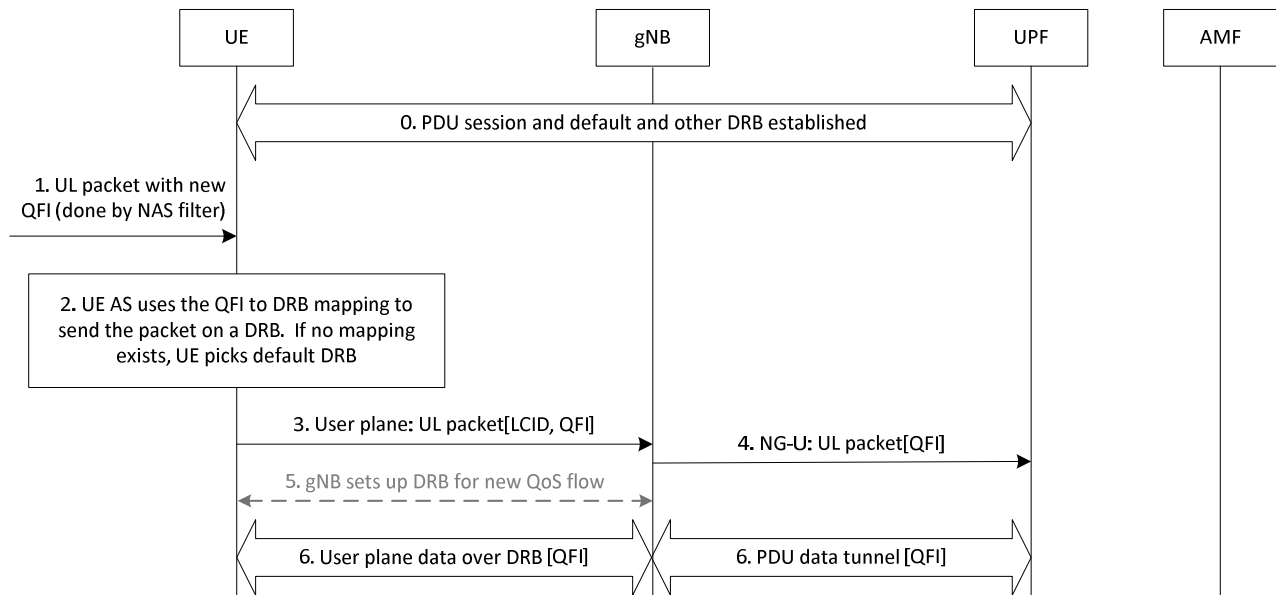 UE
gNB
UPF
AMF
0. PDU session and default and other DRB established
1. UL packet with new
QFI (done by NAS filter)
2. UE AS uses the QFI to DRB mapping to
send the packet on a DRB. If no mapping
exists, UE picks default DRB
3. User plane: UL packet[LCID, QFI]
4. NG-U: UL packet[QFI]
5. gNB sets up DRB for new QoS flow
6. User plane data over DRB [QFI]
6. PDU data tunnel [QFI]